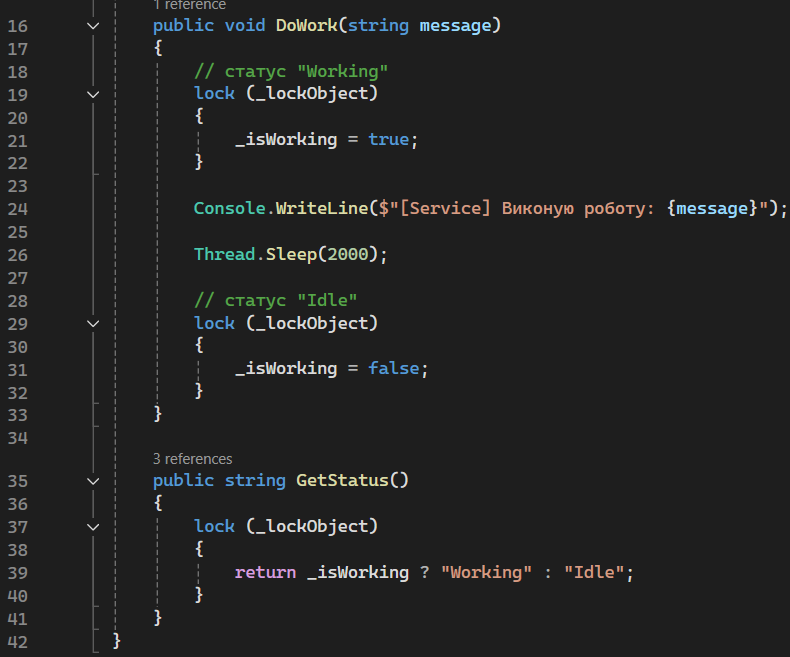 1 reference
16 public void DoWork(string message)
17 {
18 // статус "Working"
19 lock (_lockObject)
20 {
21 _isWorking = true;
22 }
23
24 Console.WriteLine($"[Service] Виконую роботу: {message}");
25
26 Thread.Sleep(2000);
27
28 // статус "Idle"
29 lock (_lockObject)
30 {
31 _isWorking = false;
32 }
33 }
34
3 references
35 public string GetStatus()
36 {
37 lock (_lockObject)
38 {
39 return _isWorking ? "Working" : "Idle";
40 }
41 }
42 }